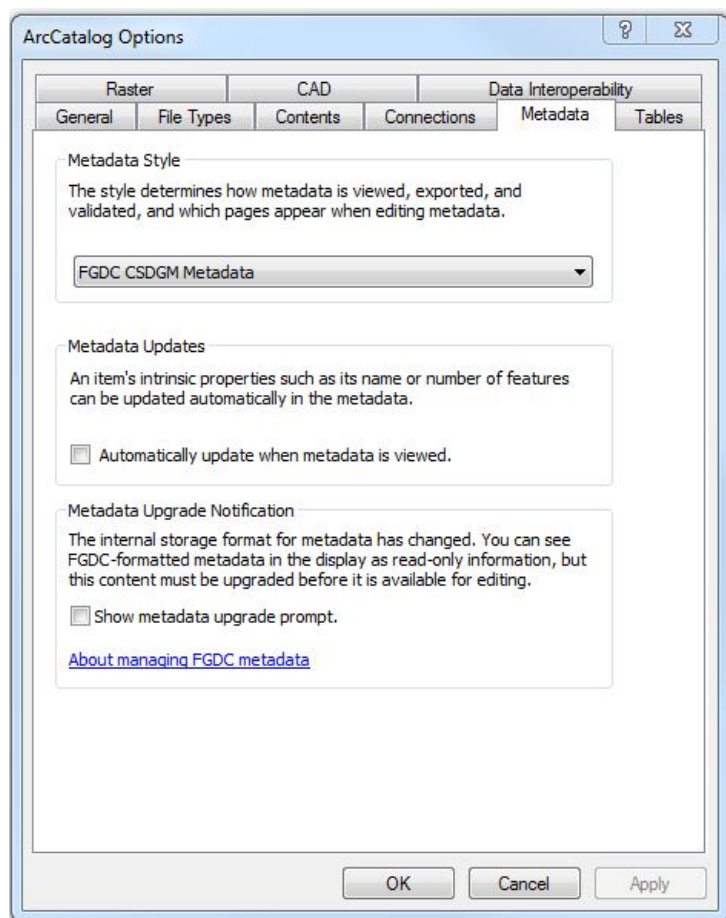 ArcCatalog Options
?
Raster CAD Data Interoperability
General File Types Contents Connections Metadata Tables
Metadata Style
The style determines how metadata is viewed, exported, and
validated, and which pages appear when editing metadata.
FGDC CSDGM Metadata
Metadata Updates
An item's intrinsic properties such as its name or number of features
can be updated automatically in the metadata.
Automatically update when metadata is viewed.
Metadata Upgrade Notification
The internal storage format for metadata has changed. You can see
FGDC-formatted metadata in the display as read-only information, but
this content must be upgraded before it is available for editing.
Show metadata upgrade prompt.
About managing FGDC metadata
OK Cancel Apply